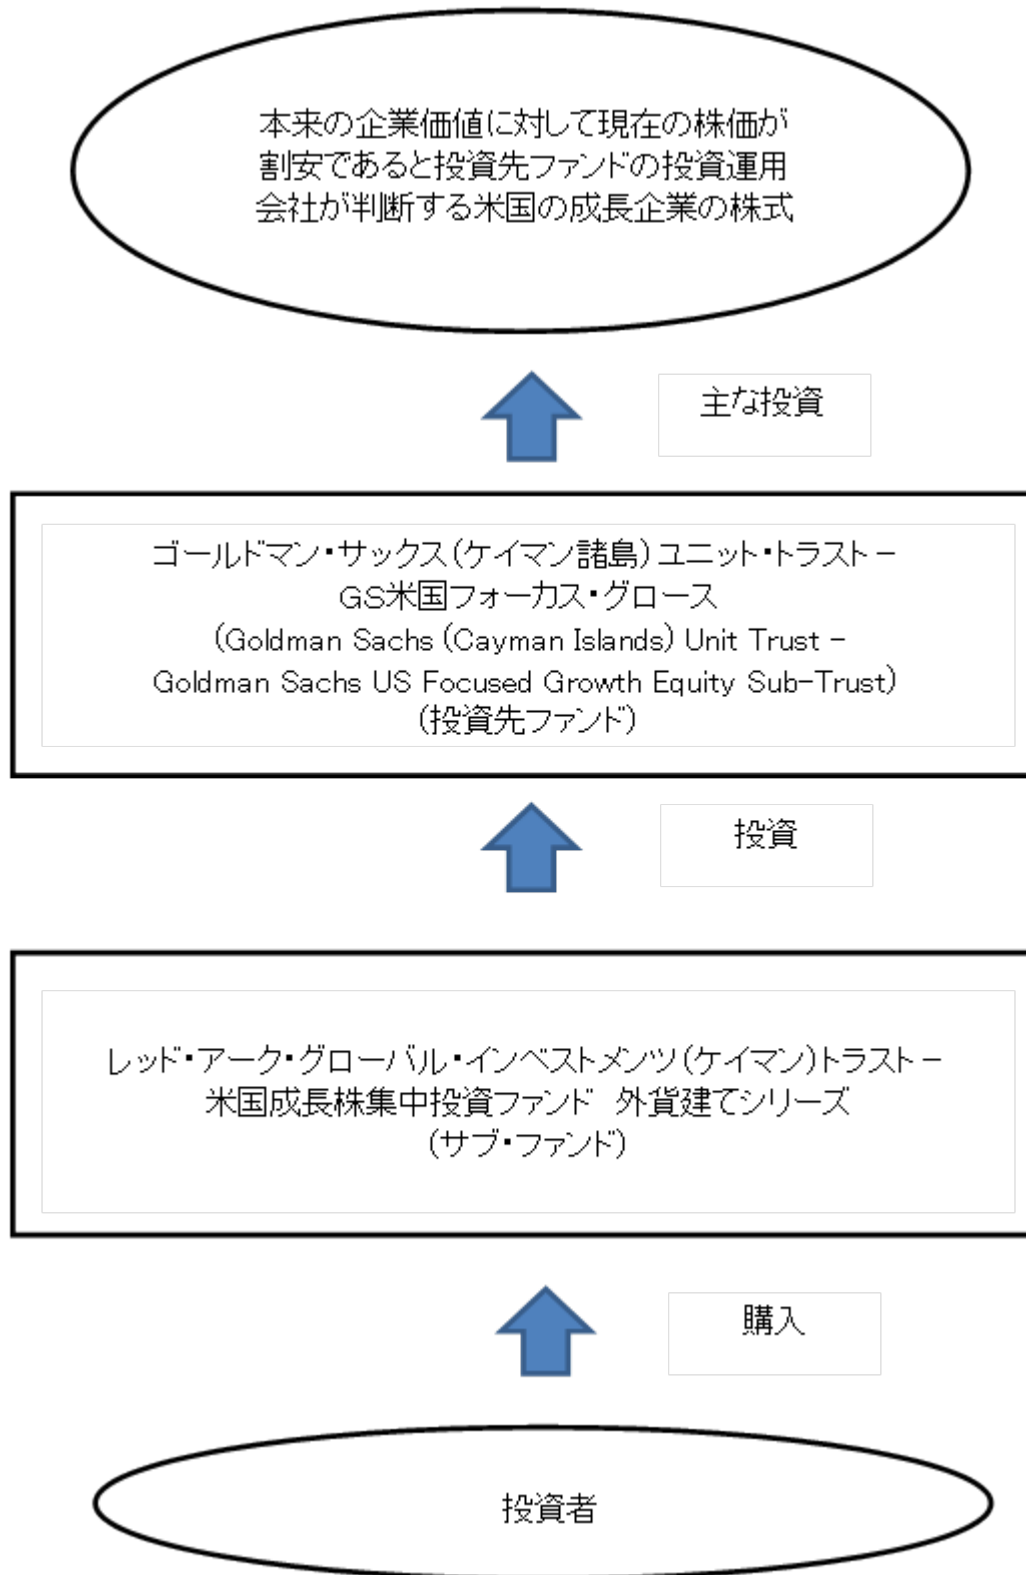 本来の企業価値に対して現在の株価が
割安であると投資先ファンドの投資運用
会社が判断する米国の成長企業の株式
主な投資
ゴールドマン・サックス(ケイマン諸島)ユニット・トラスト－
GS米国フォーカス・グロース
(Goldman Sachs (Cayman Islands) Unit Trust －
Goldman Sachs US Focused Growth Equity Sub-Trust)
(投資先ファンド)
投資
レッド・アーク・グローバル・インベストメンツ(ケイマン)トラスト－
米国成長株集中投資ファンド 外貨建てシリーズ
(サブ・ファンド)
購入
投資者